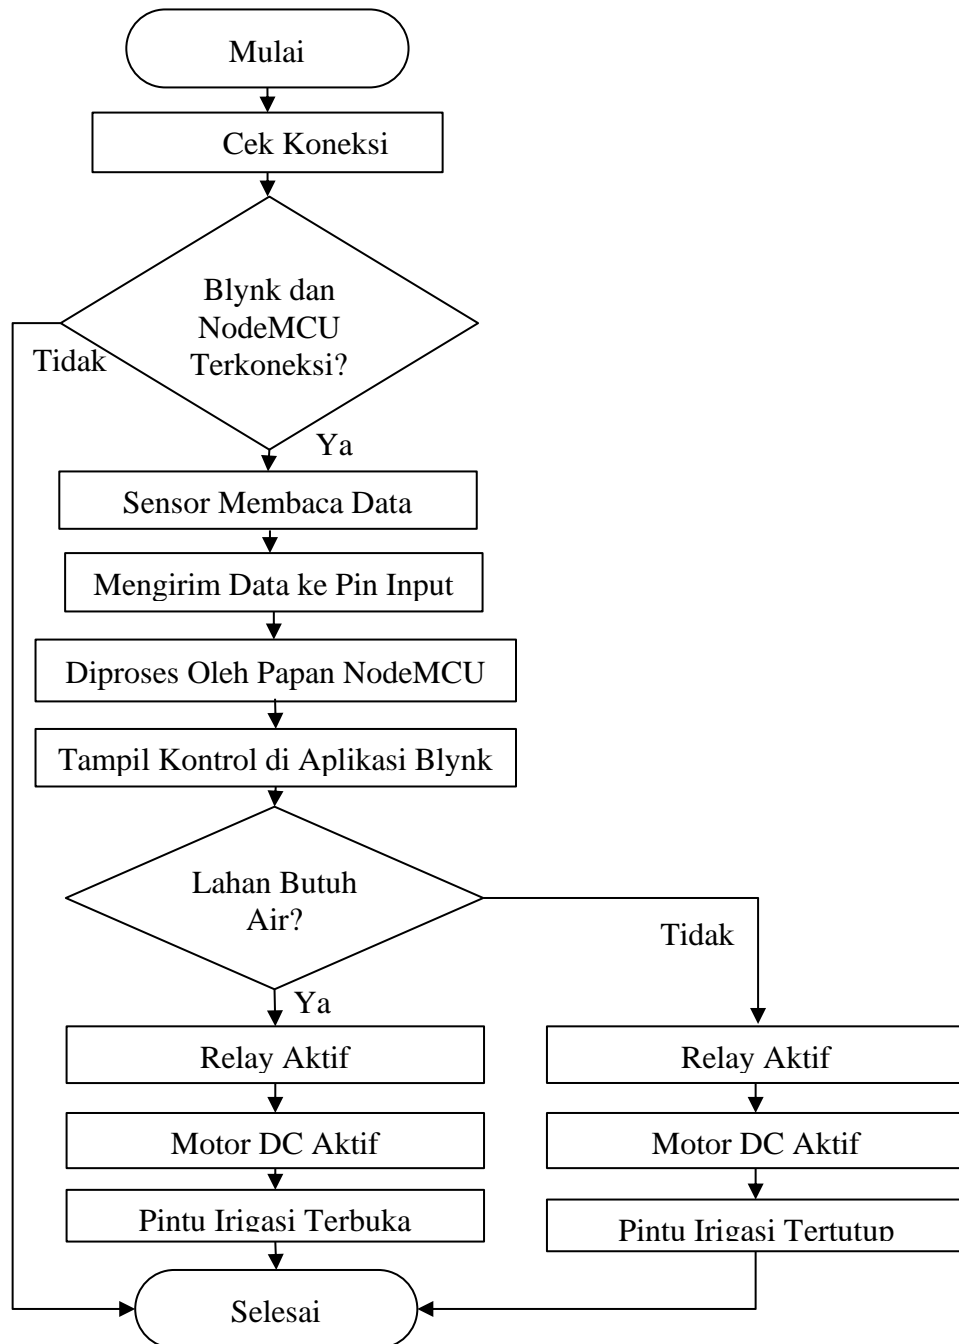 Mulai
Cek Koneksi
Blynk dan
NodeMCU
Terkoneksi?
Tidak
Ya
Sensor Membaca Data
Mengirim Data ke Pin Input
Diproses Oleh Papan NodeMCU
Tampil Kontrol di Aplikasi Blynk
Lahan Butuh
Air?
Tidak
Ya
Relay Aktif
Motor DC Aktif
Pintu Irigasi Terbuka
Relay Aktif
Motor DC Aktif
Pintu Irigasi Tertutup
Selesai